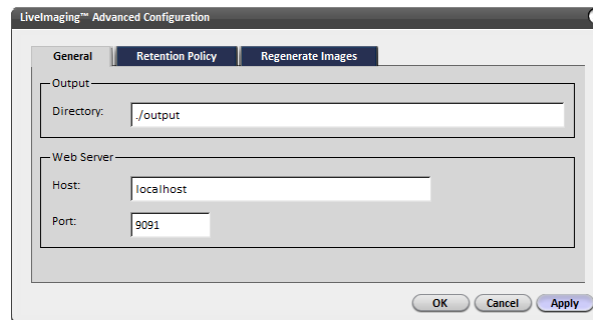 LiveImaging™ Advanced Configuration
General Retention Policy Regenerate Images
Output
Directory: ./output
Web Server
Host: localhost
Port: 9091
OK Cancel Apply